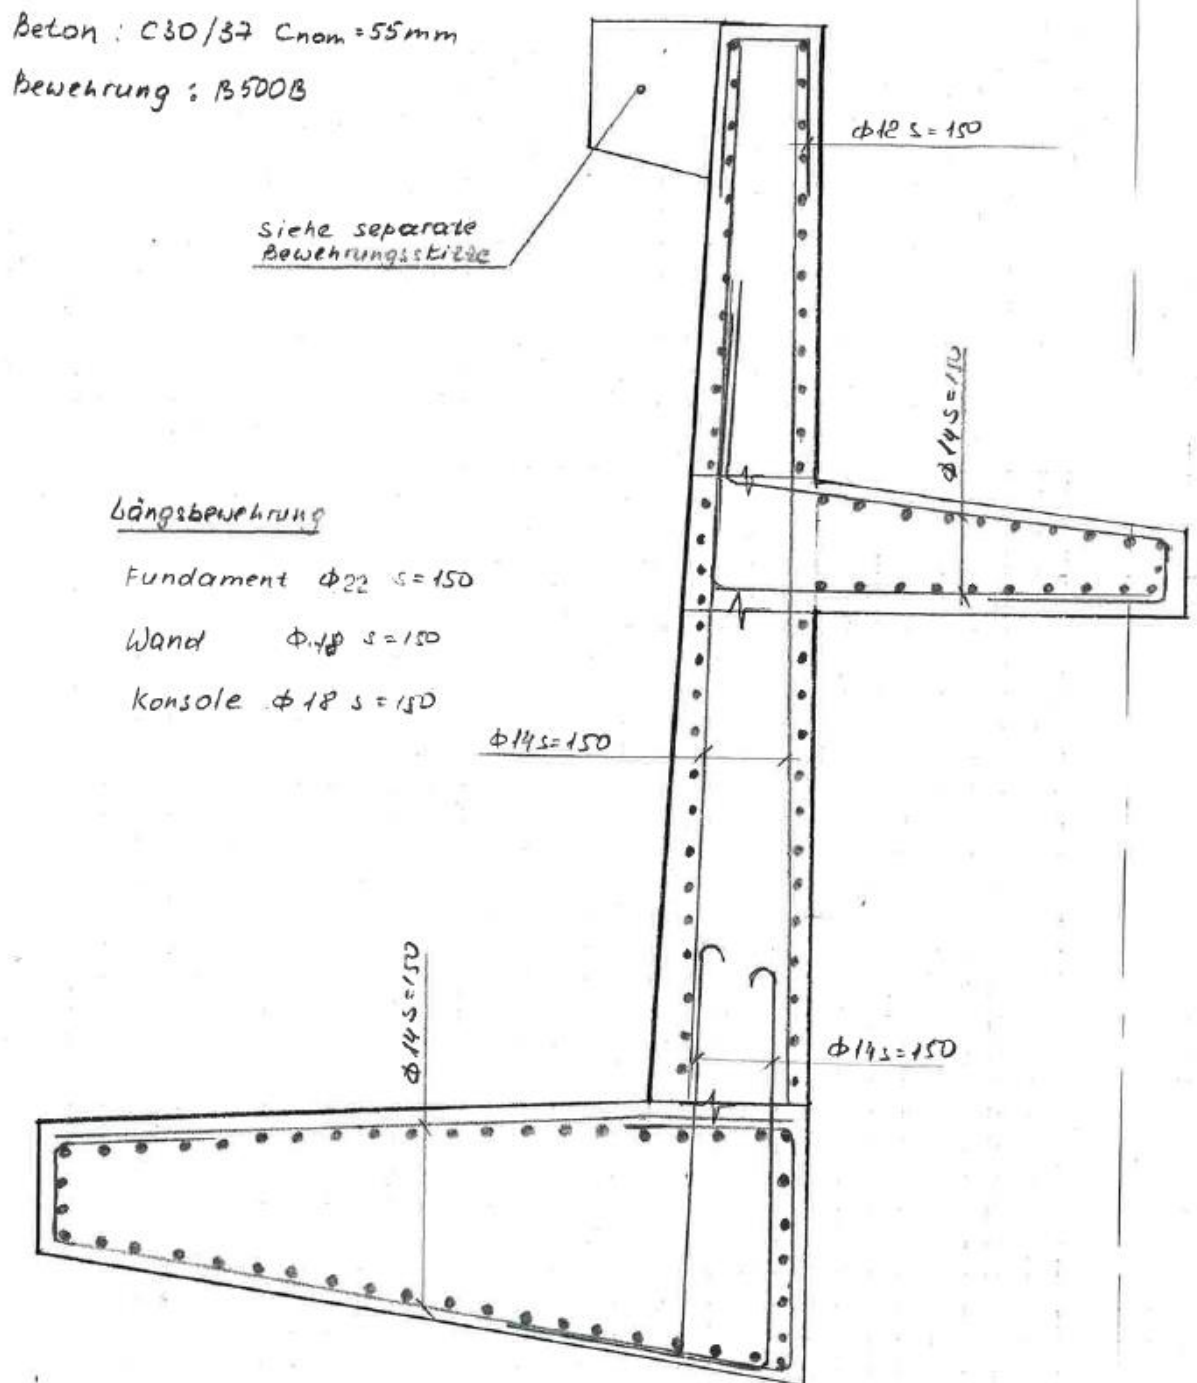 Beton : C30/37 Cnom = 55mm
Bewehrung : B500B
ϕ12 s=150
siehe separate
Bewehrungsskizze
ϕ14 s=150
Längsbewehrung
Fundament ϕ22 s=150
Wand ϕ18 s=150
Konsole ϕ18 s=150
ϕ14 s=150
ϕ14 s=150
ϕ14 s=150